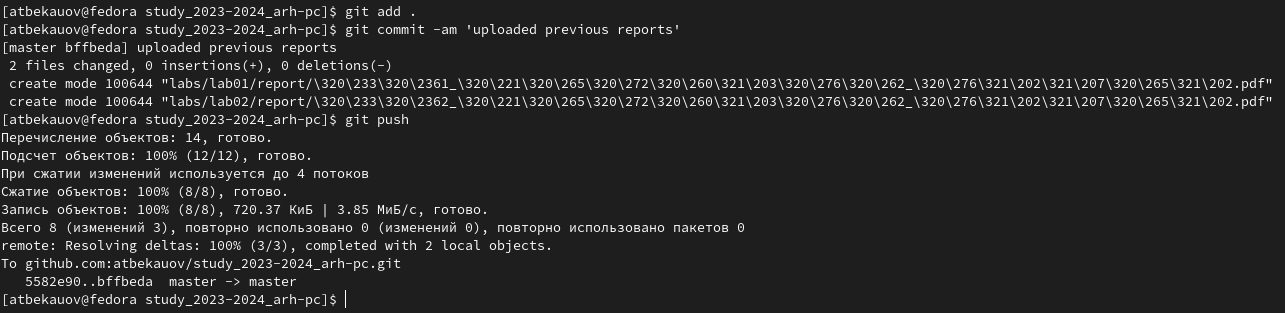 [atbekauov@fedora study_2023-2024_arh-pc]$ git add .
[atbekauov@fedora study_2023-2024_arh-pc]$ git commit -am 'uploaded previous reports'
[master bffbeda] uploaded previous reports
 2 files changed, 0 insertions(+), 0 deletions(-)
 create mode 100644 "labs/lab01/report/\320\233\320\2361_\320\221\320\265\320\272\320\260\321\203\320\276\320\262_\320\276\321\202\321\207\320\265\321\202.pdf"
 create mode 100644 "labs/lab02/report/\320\233\320\2362_\320\221\320\265\320\272\320\260\321\203\320\276\320\262_\320\276\321\202\321\207\320\265\321\202.pdf"
[atbekauov@fedora study_2023-2024_arh-pc]$ git push
Перечисление объектов: 14, готово.
Подсчет объектов: 100% (12/12), готово.
При сжатии изменений используется до 4 потоков
Сжатие объектов: 100% (8/8), готово.
Запись объектов: 100% (8/8), 720.37 КиБ | 3.85 МиБ/с, готово.
Всего 8 (изменений 3), повторно использовано 0 (изменений 0), повторно использовано пакетов 0
remote: Resolving deltas: 100% (3/3), completed with 2 local objects.
To github.com:atbekauov/study_2023-2024_arh-pc.git
   5582e90..bffbeda  master -> master
[atbekauov@fedora study_2023-2024_arh-pc]$